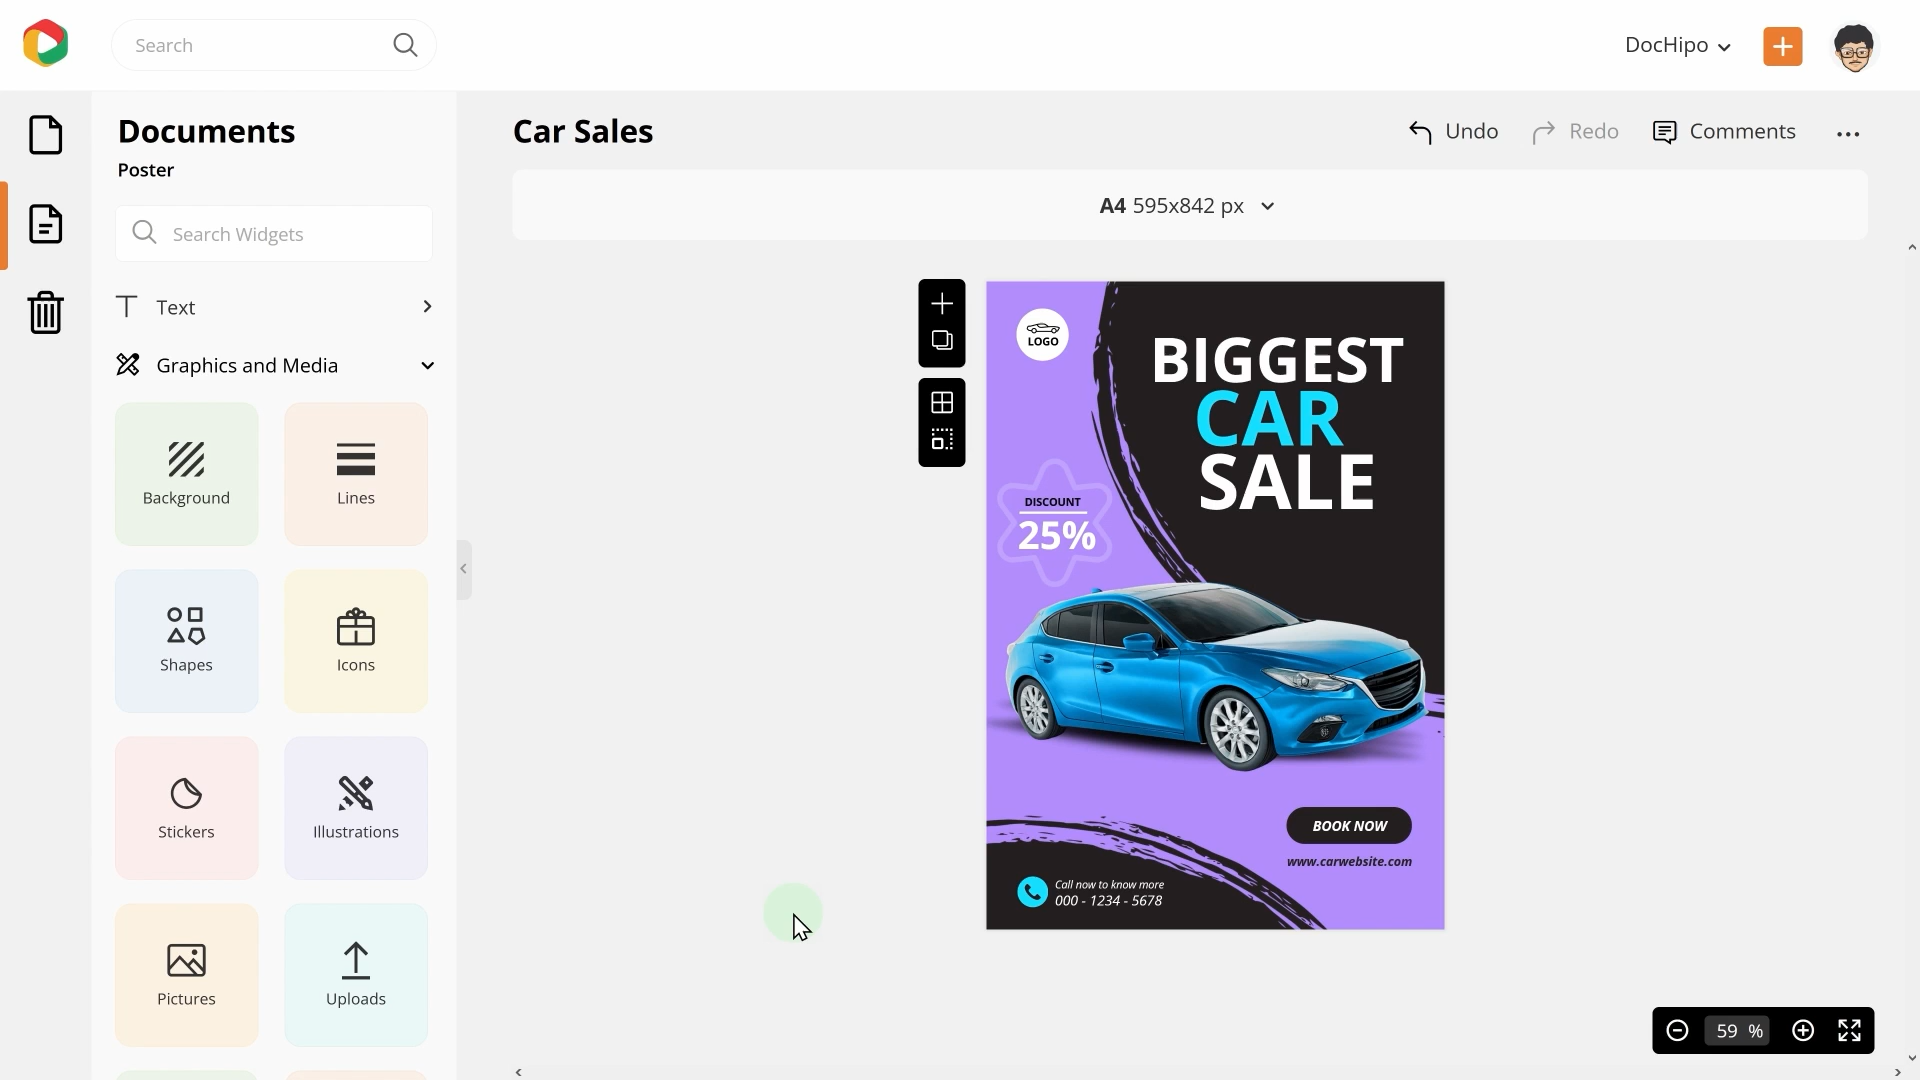 Search
DocHipo
Documents
Poster
Search Widgets
Text
Graphics and Media
Background
Lines
Shapes
Icons
Stickers
Illustrations
Pictures
Uploads
Car Sales
Undo
Redo
Comments
A4 595x842 px
LOGO
BIGGEST
CAR
SALE
DISCOUNT
25%
BOOK NOW
www.carwebsite.com
Call now to know more
000 - 1234 - 5678
59 %